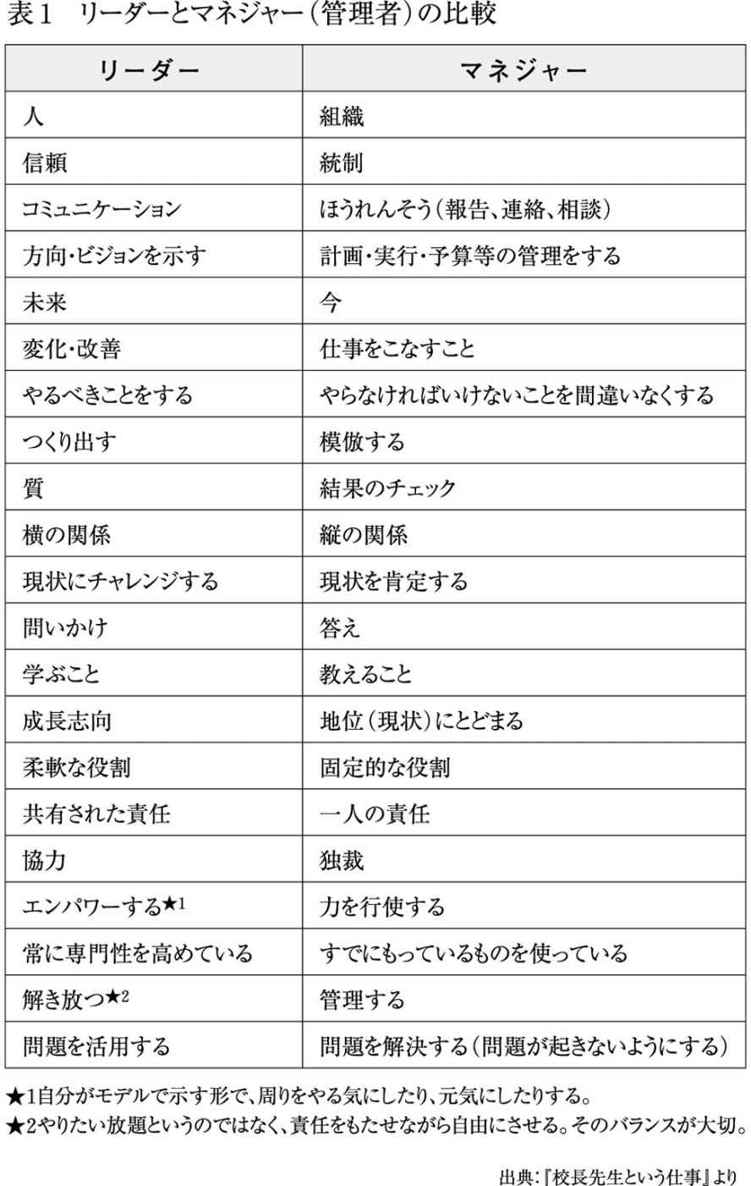 表1　リーダーとマネジャー（管理者）の比較
リーダー　マネジャー
人　組織
信頼　統制
コミュニケーション　ほうれんそう（報告、連絡、相談）
方向・ビジョンを示す　計画・実行・予算等の管理をする
未来　今
変化・改善　仕事をこなすこと
やるべきことをする　やらなければいけないことを間違いなくする
つくり出す　模倣する
質　結果のチェック
横の関係　縦の関係
現状にチャレンジする　現状を肯定する
問いかけ　答え
学ぶこと　教えること
成長志向　地位（現状）にとどまる
柔軟な役割　固定的な役割
共有された責任　一人の責任
協力　独裁
エンパワーする★1　力を行使する
常に専門性を高めている　すでにもっているものを使っている
解き放つ★2　管理する
問題を活用する　問題を解決する（問題が起きないようにする）
★1自分がモデルで示す形で、周りをやる気にしたり、元気にしたりする。
★2やりたい放題というのではなく、責任をもたせながら自由にさせる。そのバランスが大切。
出典：『校長先生という仕事』より